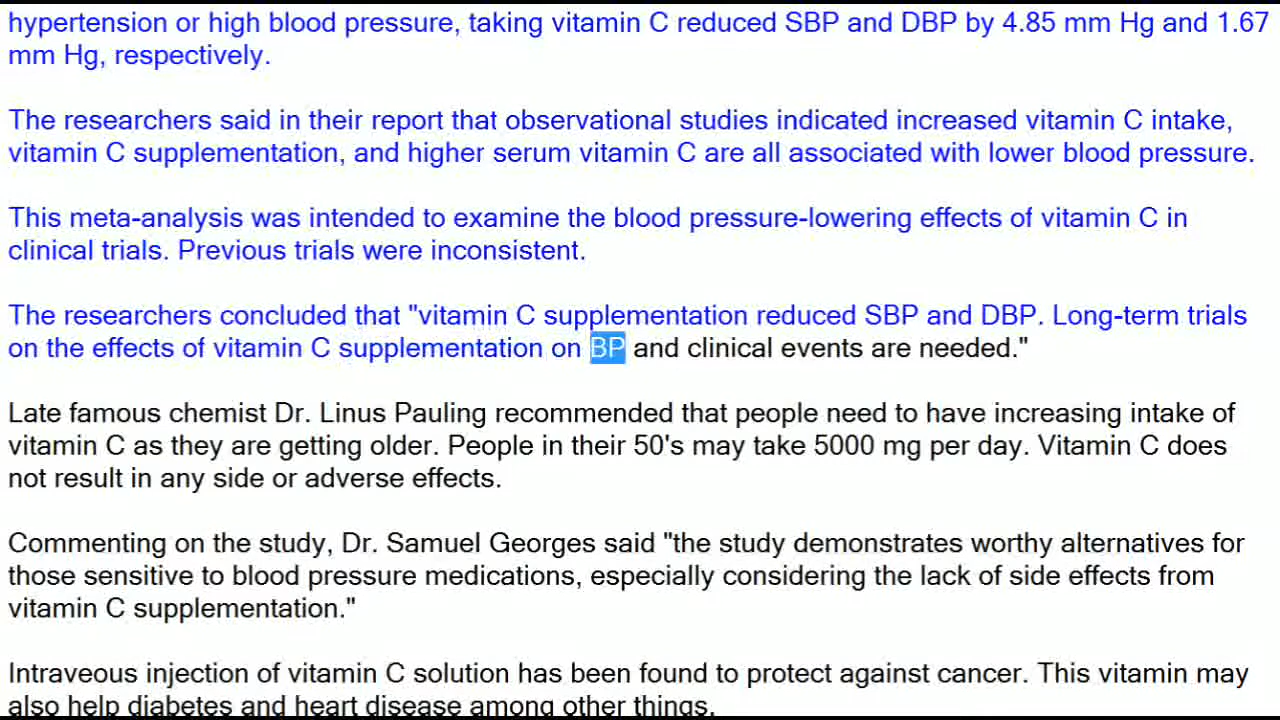 hypertension or high blood pressure, taking vitamin C reduced SBP and DBP by 4.85 mm Hg and 1.67
mm Hg, respectively.
The researchers said in their report that observational studies indicated increased vitamin C intake,
vitamin C supplementation, and higher serum vitamin C are all associated with lower blood pressure.
This meta-analysis was intended to examine the blood pressure-lowering effects of vitamin C in
clinical trials. Previous trials were inconsistent.
The researchers concluded that "vitamin C supplementation reduced SBP and DBP. Long-term trials
on the effects of vitamin C supplementation on BP and clinical events are needed."
Late famous chemist Dr. Linus Pauling recommended that people need to have increasing intake of
vitamin C as they are getting older. People in their 50's may take 5000 mg per day. Vitamin C does
not result in any side or adverse effects.
Commenting on the study, Dr. Samuel Georges said "the study demonstrates worthy alternatives for
those sensitive to blood pressure medications, especially considering the lack of side effects from
vitamin C supplementation."
Intraveous injection of vitamin C solution has been found to protect against cancer. This vitamin may
also help diabetes and heart disease among other things.